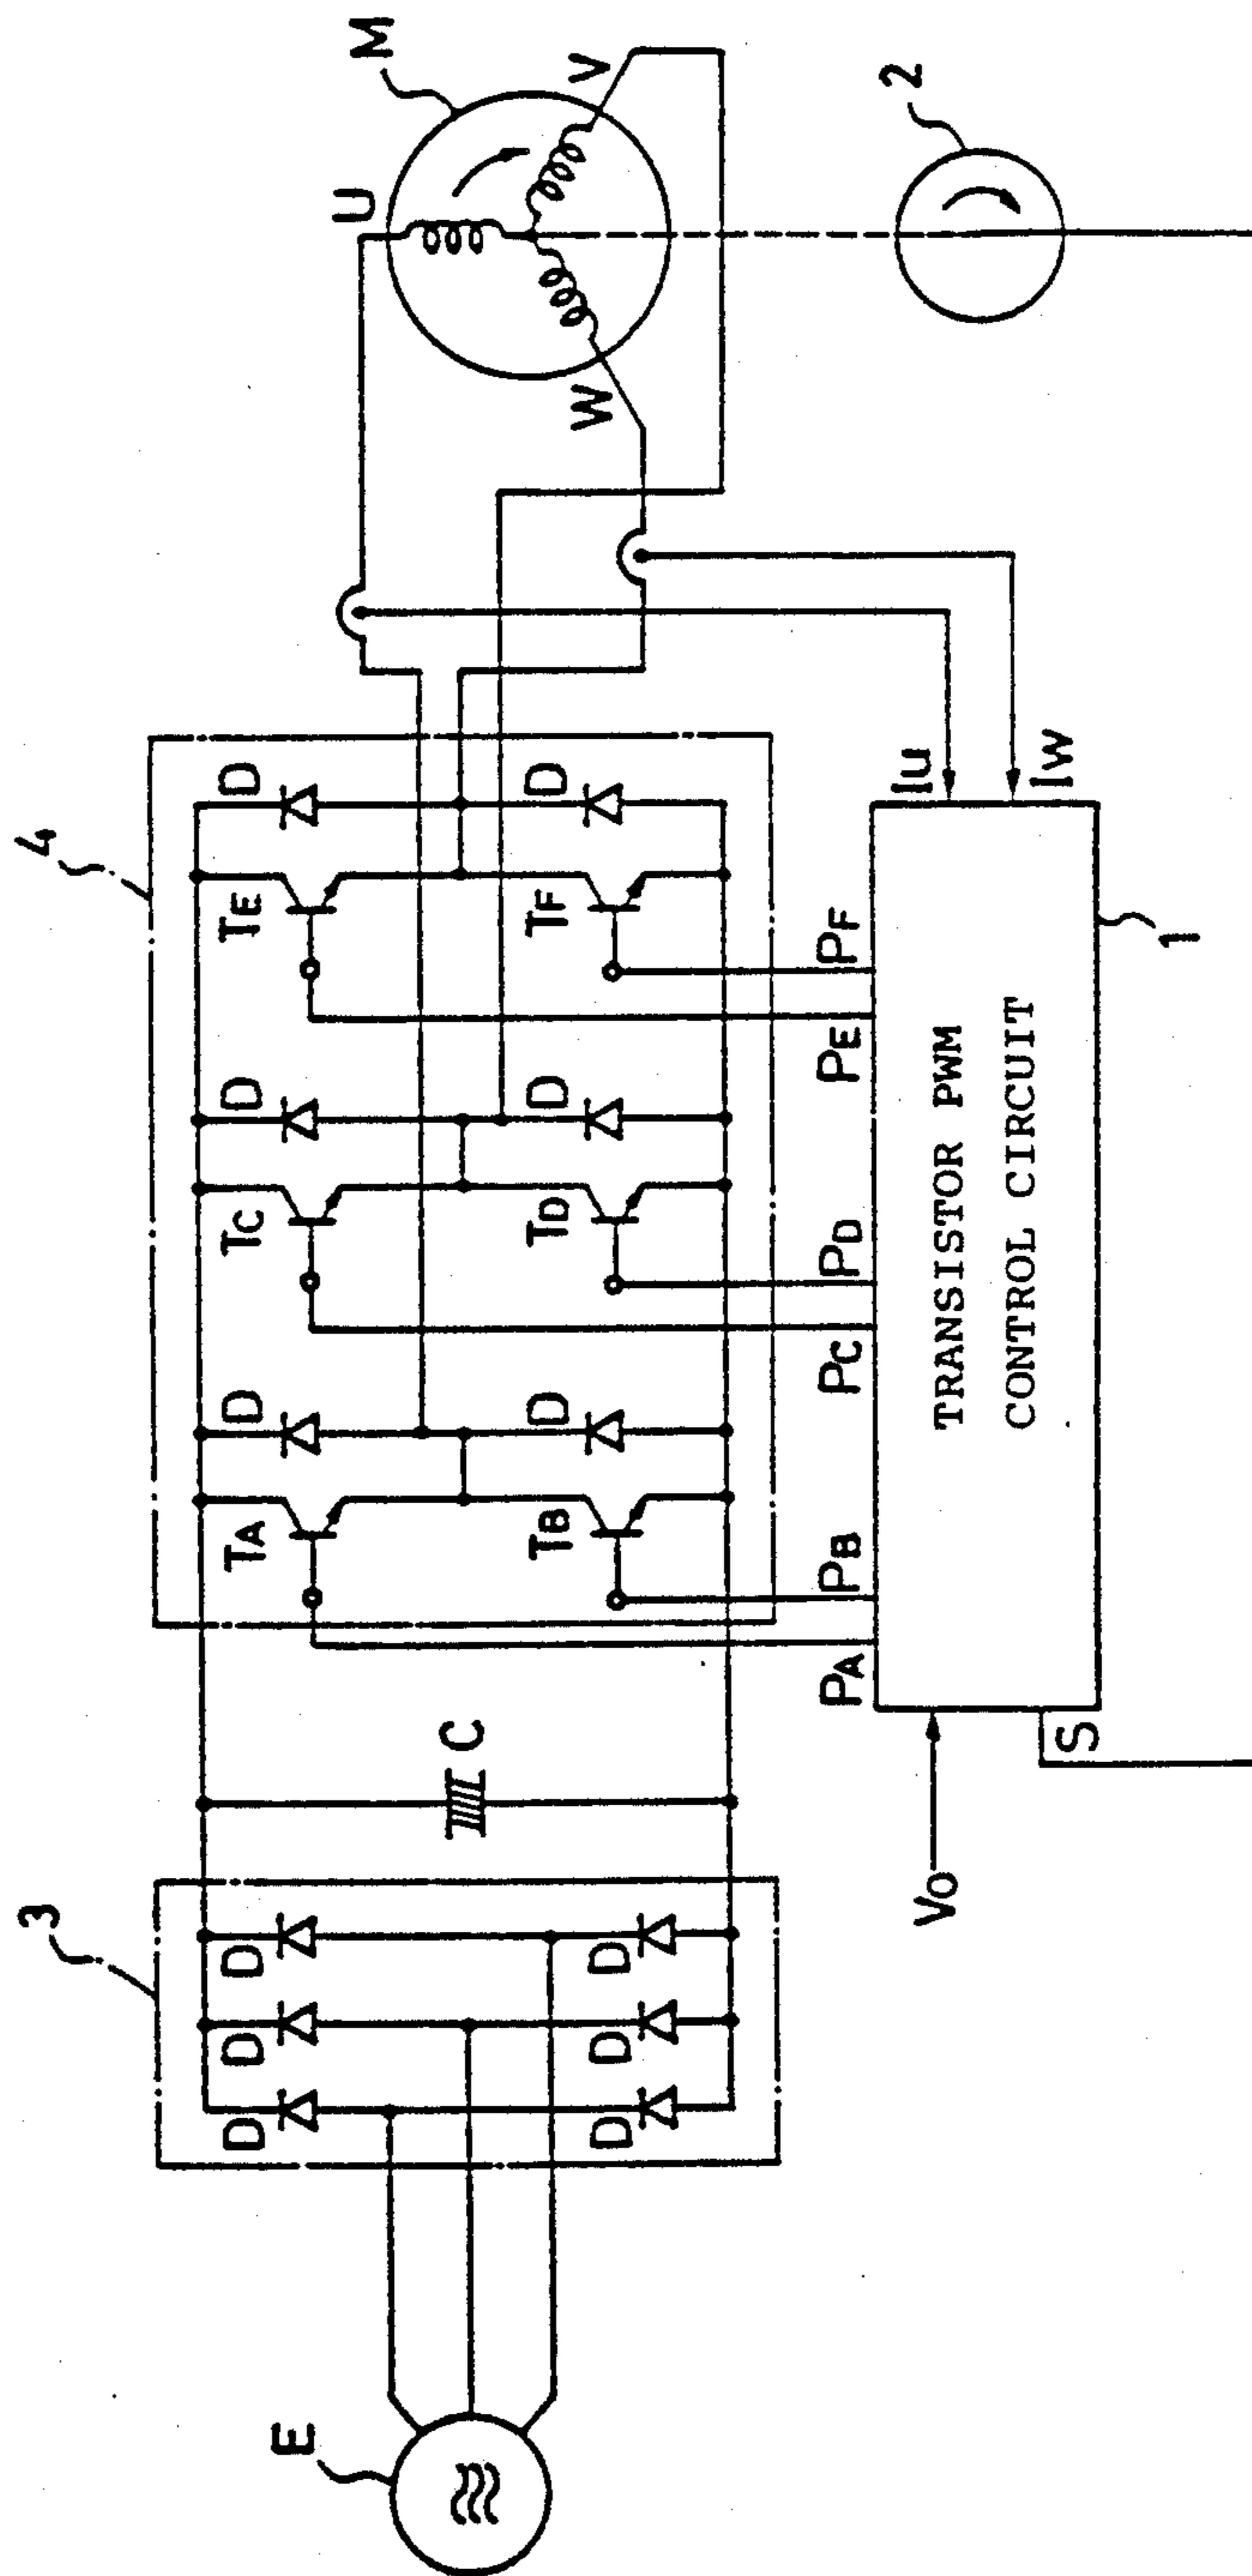 E
3
D
D
D
D
D
D
C
4
TA
D
TC
D
TE
D
TB
D
TD
D
TF
D
U
M
V
W
2
PA
PB
PC
PD
PE
PF
Iu
Iw
Vo
TRANSISTOR PWM
CONTROL CIRCUIT
S
1